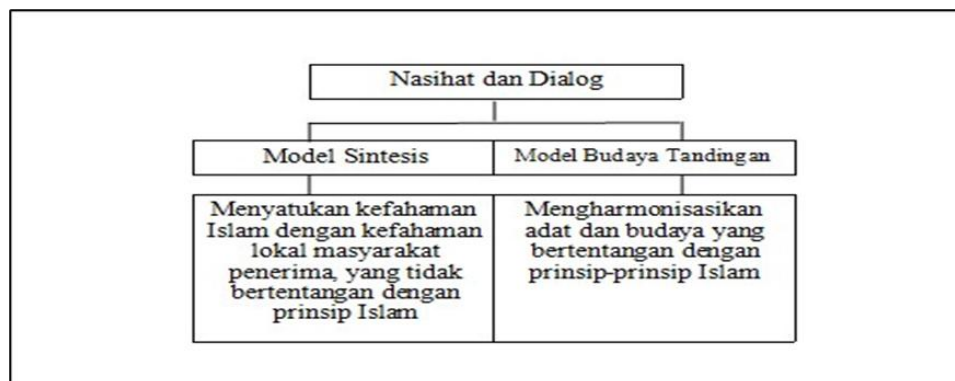 Nasihat dan Dialog
Model Sintesis
Model Budaya Tandingan
Menyatukan kefahaman
Islam dengan kefahaman
lokal masyarakat
penerima, yang tidak
bertentangan dengan
prinsip Islam
Mengharmonisasikan
adat dan budaya yang
bertentangan dengan
prinsip-prinsip Islam